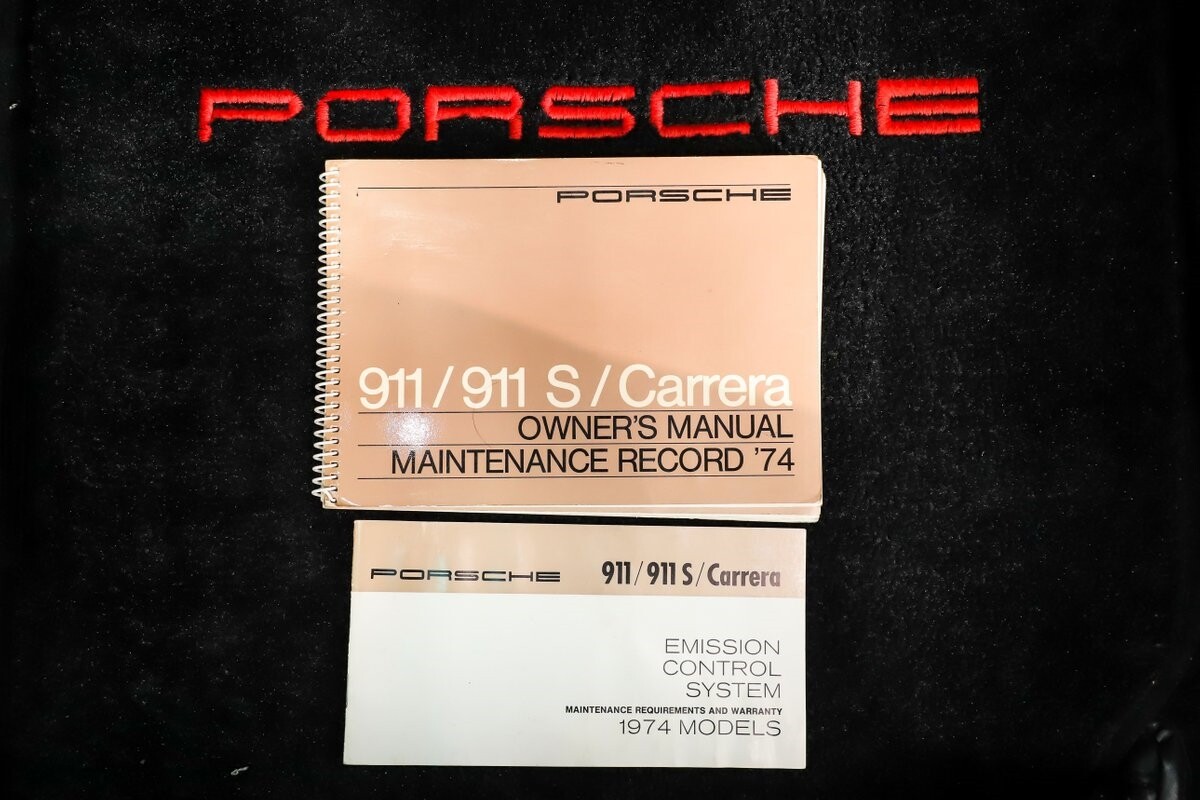 PORSCHE
PORSCHE
911/911 S/Carrera
OWNER'S MANUAL
MAINTENANCE RECORD '74
PORSCHE 911/911 S/Carrera
EMISSION
CONTROL
SYSTEM
MAINTENANCE REQUIREMENTS AND WARRANTY
1974 MODELS